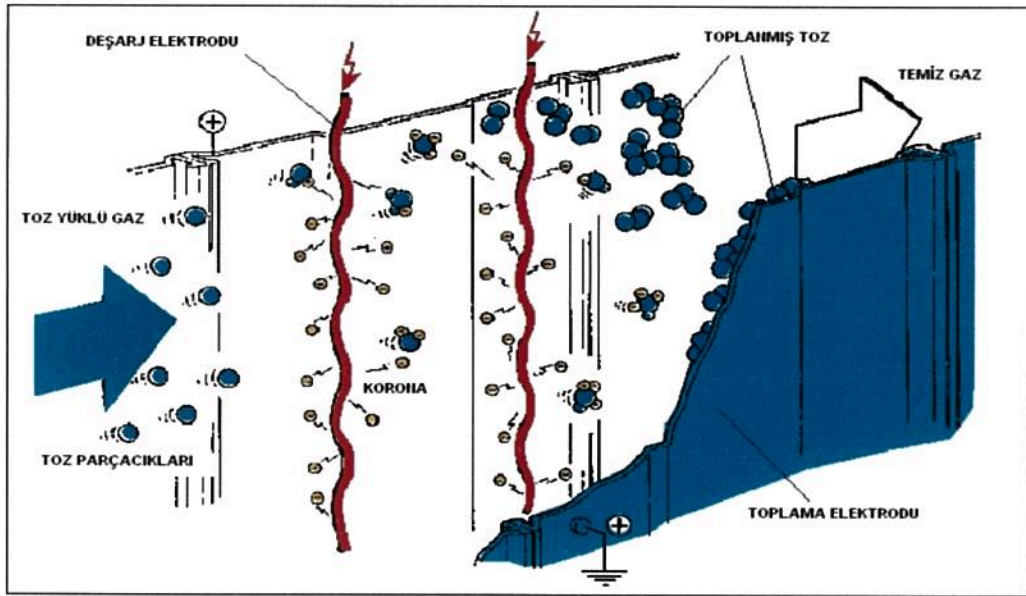 DEŞARJ ELEKTRODU
TOPLANMIŞ TOZ
TEMİZ GAZ
TOZ YÜKLÜ GAZ
KORONA
TOZ PARÇACIKLARI
TOPLAMA ELEKTRODU